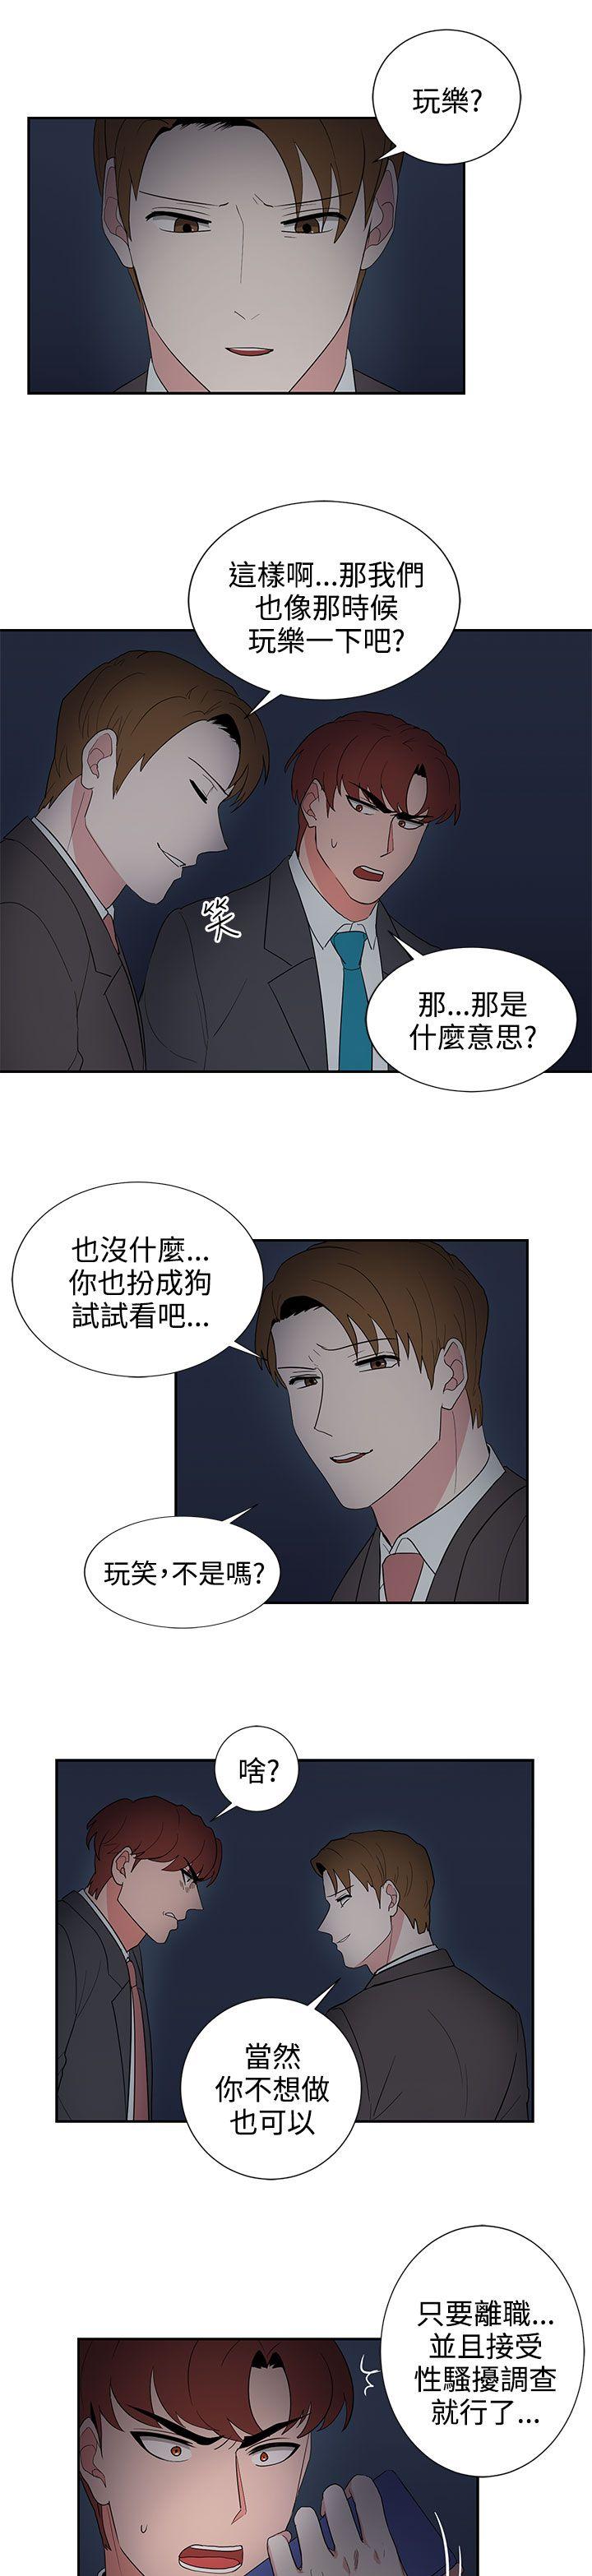 玩樂?
這樣啊...那我們
也像那時候
玩樂一下吧?
笑
那...那是
什麼意思?
也沒什麼...
你也扮成狗
試試看吧...
玩笑,不是嗎?
啥?
當然
你不想做
也可以
只要離職...
並且接受
性騷擾調查
就行了...